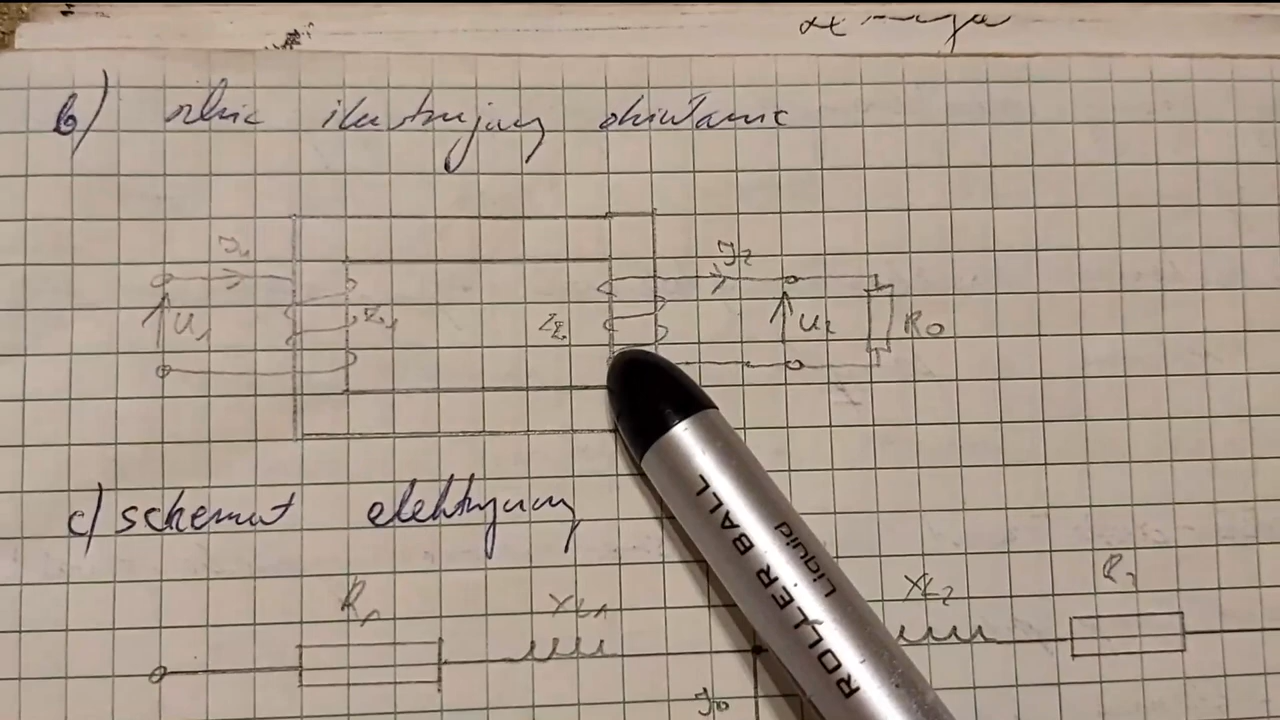 b) szkic ilustrujący działanie
I₁ I₂
U₁ Z₁ Z₂ U₂ R0
c) schemat elektryczny
R₁ XL₁ XL₂ R₂
I₀
ROLLER BALL
Liquid